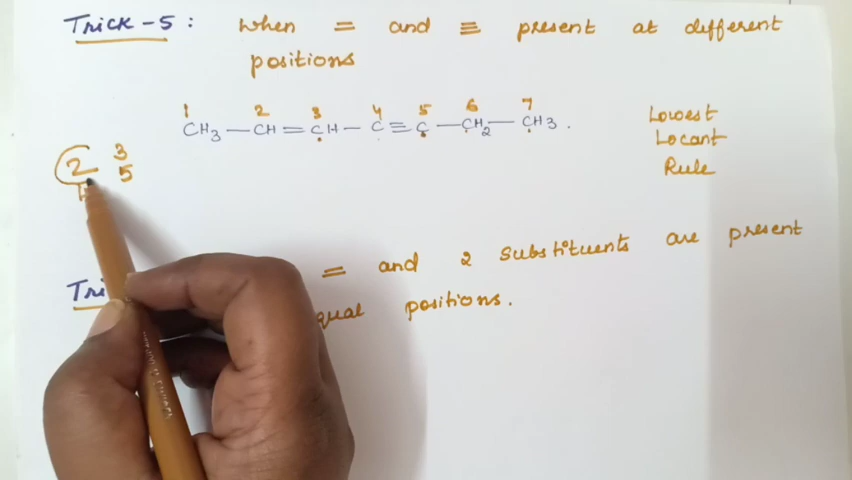 Trick-5: When = and ≡ present at different
positions
1 2 3 4 5 6 7
CH3 — CH = CH — C ≡ C — CH2 — CH3.
Lowest
Locant
Rule
2 3
5
= and 2 substituents are present
positions.